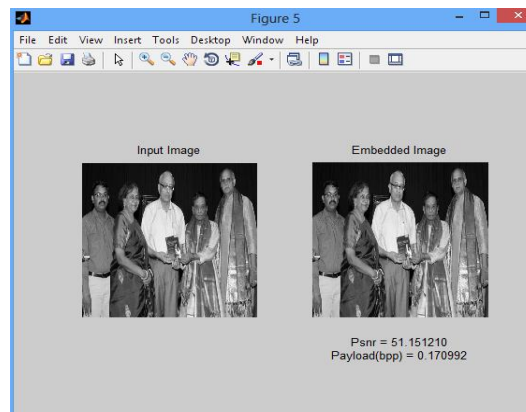 Figure 5
File Edit View Insert Tools Desktop Window Help
Input Image
Embedded Image
Psnr = 51.151210
Payload(bpp) = 0.170992